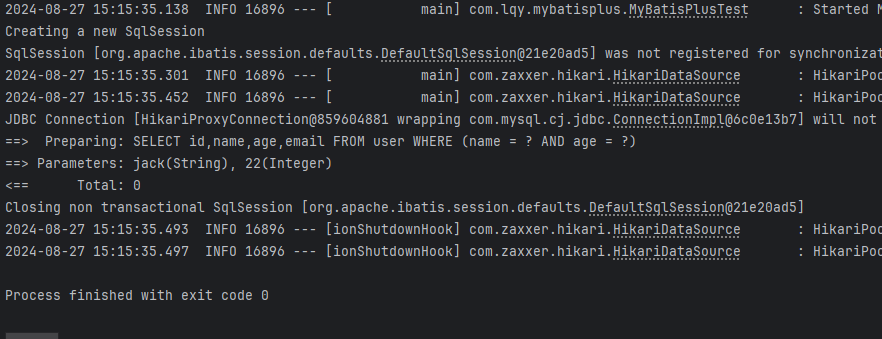 2024-08-27 15:15:35.138  INFO 16896 --- [           main] com.lqy.mybatisplus.MyBatisPlusTest      : Started
Creating a new SqlSession
SqlSession [org.apache.ibatis.session.defaults.DefaultSqlSession@21e20ad5] was not registered for
2024-08-27 15:15:35.301  INFO 16896 --- [           main] com.zaxxer.hikari.HikariDataSource       :
2024-08-27 15:15:35.452  INFO 16896 --- [           main] com.zaxxer.hikari.HikariDataSource       :
JDBC Connection [HikariProxyConnection@859604881 wrapping com.mysql.cj.jdbc.ConnectionImpl@6c0e13b7] will not
==>  Preparing: SELECT id,name,age,email FROM user WHERE (name = ? AND age = ?)
==> Parameters: jack(String), 22(Integer)
<==      Total: 0
Closing non transactional SqlSession [org.apache.ibatis.session.defaults.DefaultSqlSession@21e20ad5]
2024-08-27 15:15:35.493  INFO 16896 --- [ionShutdownHook] com.zaxxer.hikari.HikariDataSource       :
2024-08-27 15:15:35.497  INFO 16896 --- [ionShutdownHook] com.zaxxer.hikari.HikariDataSource       :
Process finished with exit code 0